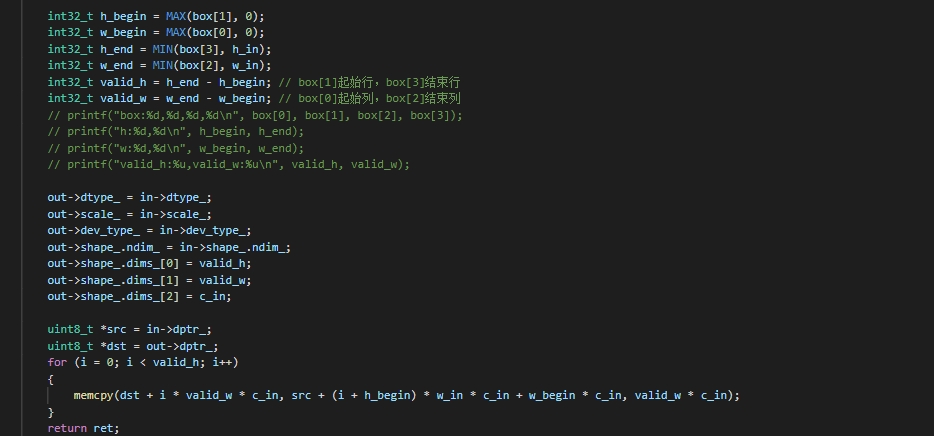 int32_t h_begin = MAX(box[1], 0);
int32_t w_begin = MAX(box[0], 0);
int32_t h_end = MIN(box[3], h_in);
int32_t w_end = MIN(box[2], w_in);
int32_t valid_h = h_end - h_begin; // box[1]起始行，box[3]结束行
int32_t valid_w = w_end - w_begin; // box[0]起始列，box[2]结束列
// printf("box:%d,%d,%d,%d\n", box[0], box[1], box[2], box[3]);
// printf("h:%d,%d\n", h_begin, h_end);
// printf("w:%d,%d\n", w_begin, w_end);
// printf("valid_h:%u,valid_w:%u\n", valid_h, valid_w);
out->dtype_ = in->dtype_;
out->scale_ = in->scale_;
out->dev_type_ = in->dev_type_;
out->shape_.ndim_ = in->shape_.ndim_;
out->shape_.dims_[0] = valid_h;
out->shape_.dims_[1] = valid_w;
out->shape_.dims_[2] = c_in;
uint8_t *src = in->dptr_;
uint8_t *dst = out->dptr_;
for (i = 0; i < valid_h; i++)
{
memcpy(dst + i * valid_w * c_in, src + (i + h_begin) * w_in * c_in + w_begin * c_in, valid_w * c_in);
}
return ret;